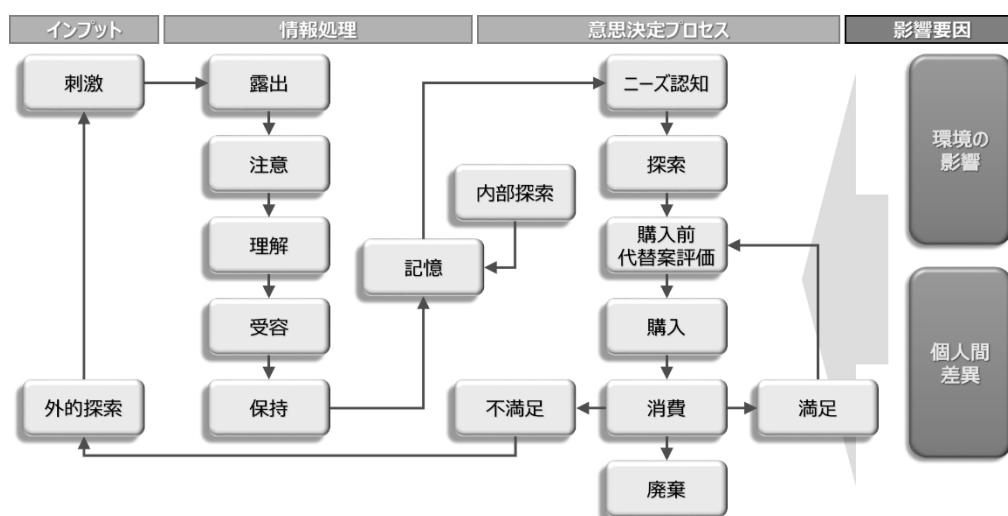 インプット
情報処理
意思決定プロセス
影響要因
刺激
露出
ニーズ認知
環境の
影響
注意
探索
内部探索
理解
記憶
購入前
代替案評価
受容
購入
個人間
差異
外的探索
保持
不満足
消費
満足
廃棄